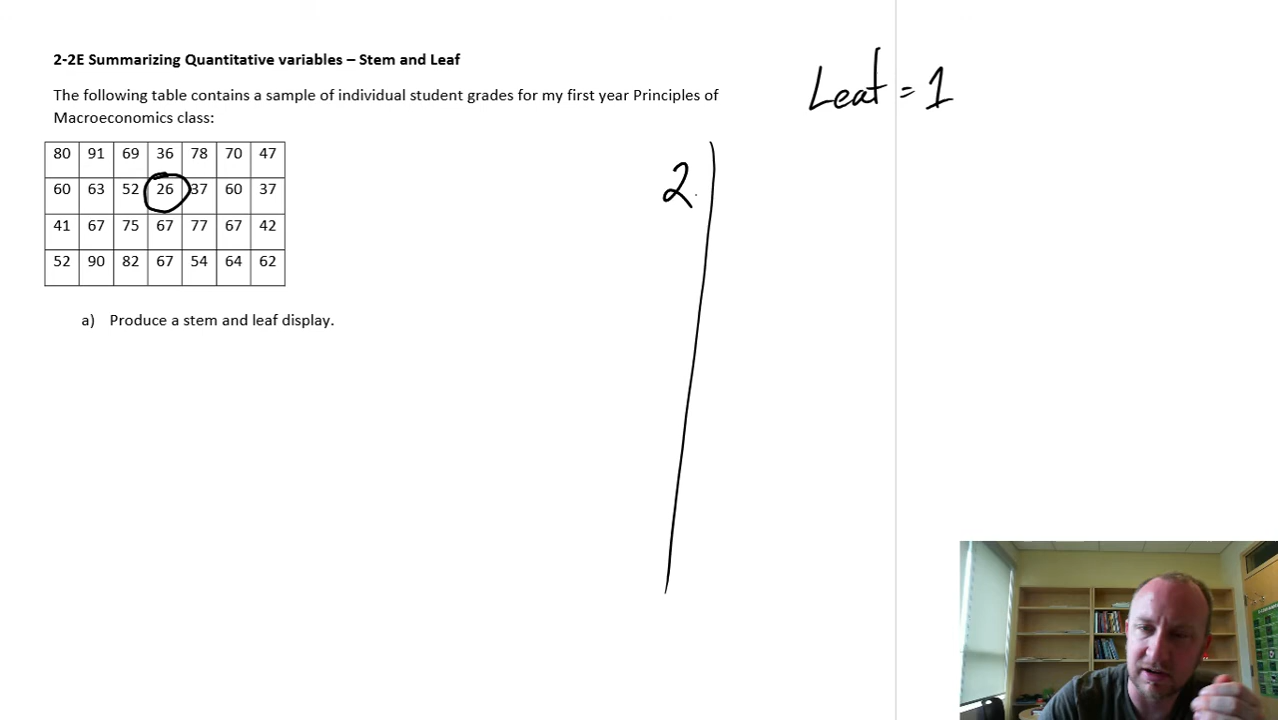 2-2E Summarizing Quantitative variables – Stem and Leaf
The following table contains a sample of individual student grades for my first year Principles of
Macroeconomics class:
80 91 69 36 78 70 47
60 63 52 26 37 60 37
41 67 75 67 77 67 42
52 90 82 67 54 64 62
a) Produce a stem and leaf display.
Leaf = 1
2